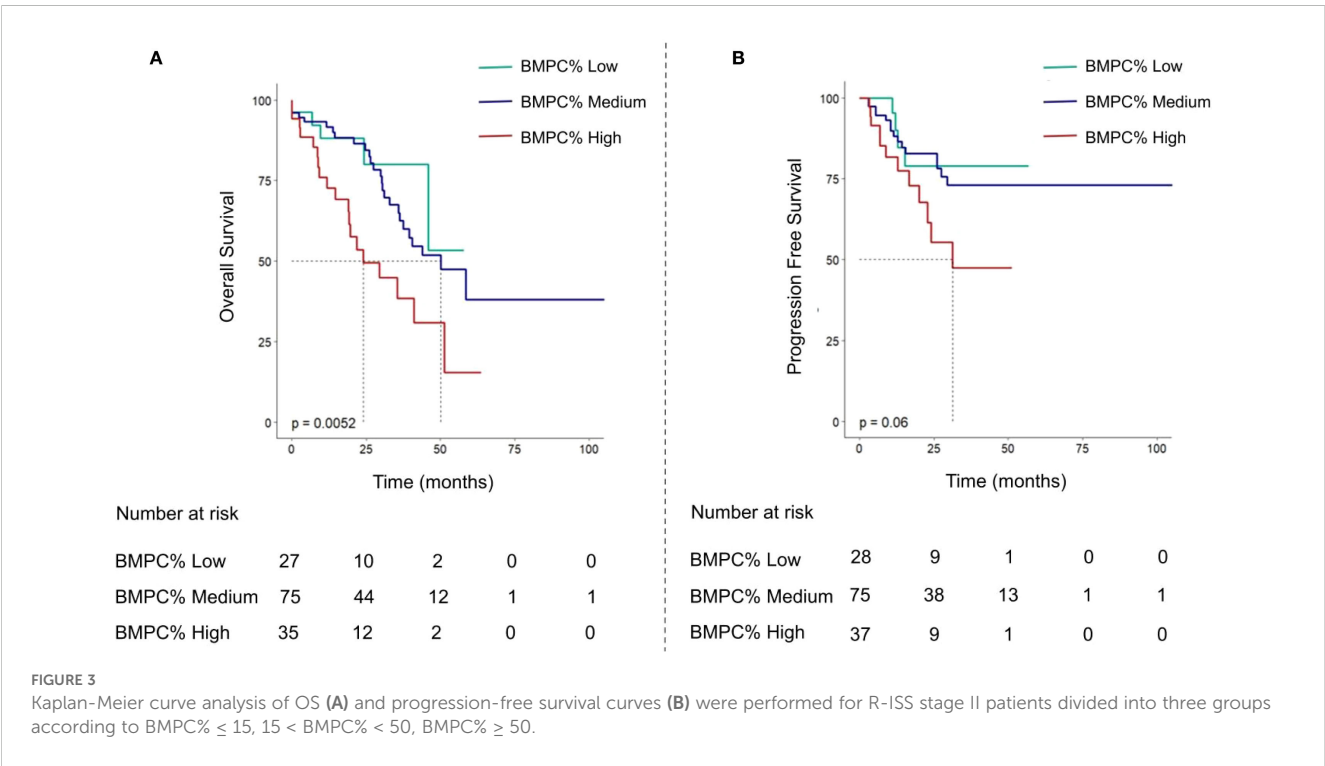 A
BMPC% Low
BMPC% Medium
BMPC% High
Overall Survival
100
75
50
25
0
p = 0.0052
0 25 50 75 100
Time (months)
Number at risk
BMPC% Low 27 10 2 0 0
BMPC% Medium 75 44 12 1 1
BMPC% High 35 12 2 0 0
B
BMPC% Low
BMPC% Medium
BMPC% High
Progression Free Survival
100
75
50
25
0
p = 0.06
0 25 50 75 100
Time (months)
Number at risk
BMPC% Low 28 9 1 0 0
BMPC% Medium 75 38 13 1 1
BMPC% High 37 9 1 0 0
FIGURE 3
Kaplan-Meier curve analysis of OS (A) and progression-free survival curves (B) were performed for R-ISS stage II patients divided into three groups
according to BMPC% ≤ 15, 15 < BMPC% < 50, BMPC% ≥ 50.